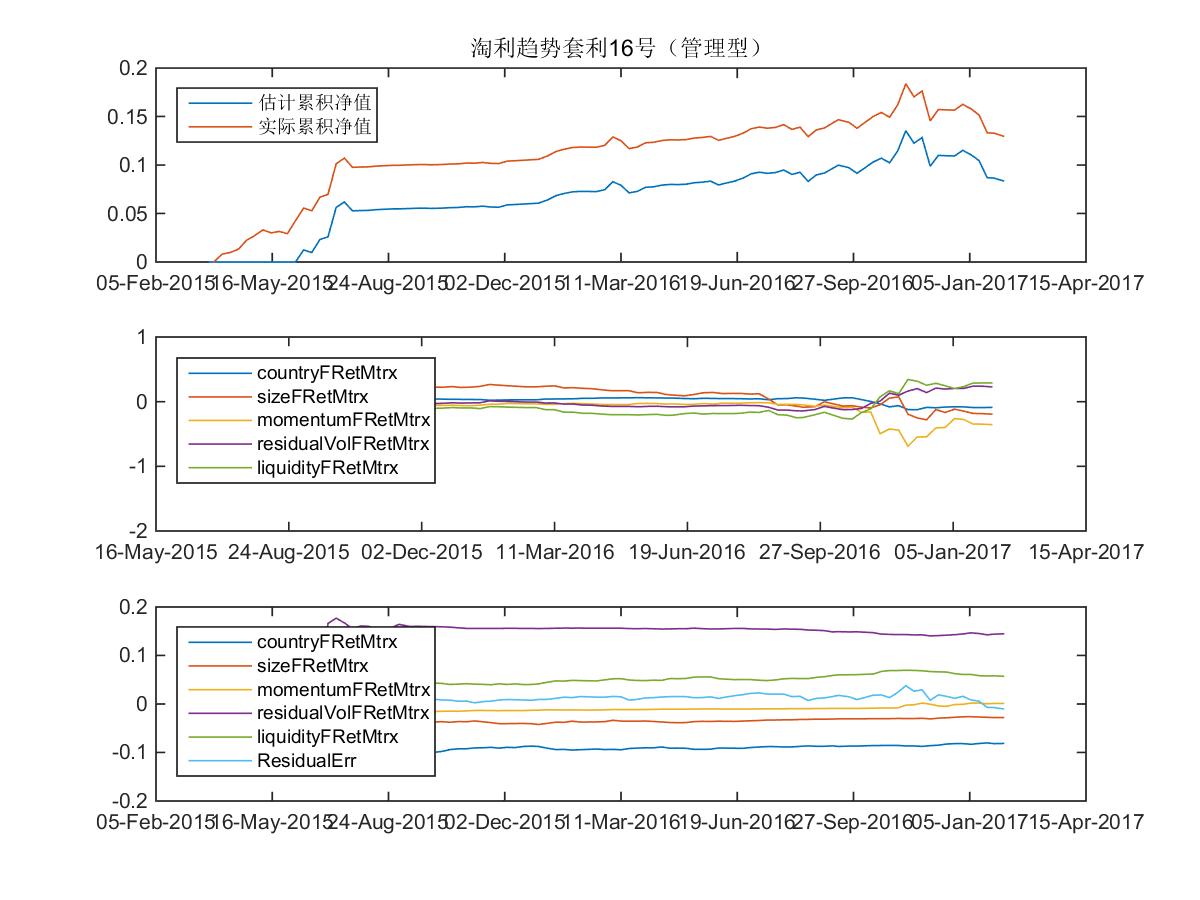 淘利趋势套利16号（管理型）
0.2
0.15
0.1
0.05
0
估计累积净值
实际累积净值
05-Feb-2015 16-May-2015 24-Aug-2015 02-Dec-2015 11-Mar-2016 19-Jun-2016 27-Sep-2016 05-Jan-2017 15-Apr-2017
1
0
-1
-2
countryFRetMtrx
sizeFRetMtrx
momentumFRetMtrx
residualVolFRetMtrx
liquidityFRetMtrx
16-May-2015 24-Aug-2015 02-Dec-2015 11-Mar-2016 19-Jun-2016 27-Sep-2016 05-Jan-2017 15-Apr-2017
0.2
0.1
0
-0.1
-0.2
countryFRetMtrx
sizeFRetMtrx
momentumFRetMtrx
residualVolFRetMtrx
liquidityFRetMtrx
ResidualErr
05-Feb-2015 16-May-2015 24-Aug-2015 02-Dec-2015 11-Mar-2016 19-Jun-2016 27-Sep-2016 05-Jan-2017 15-Apr-2017